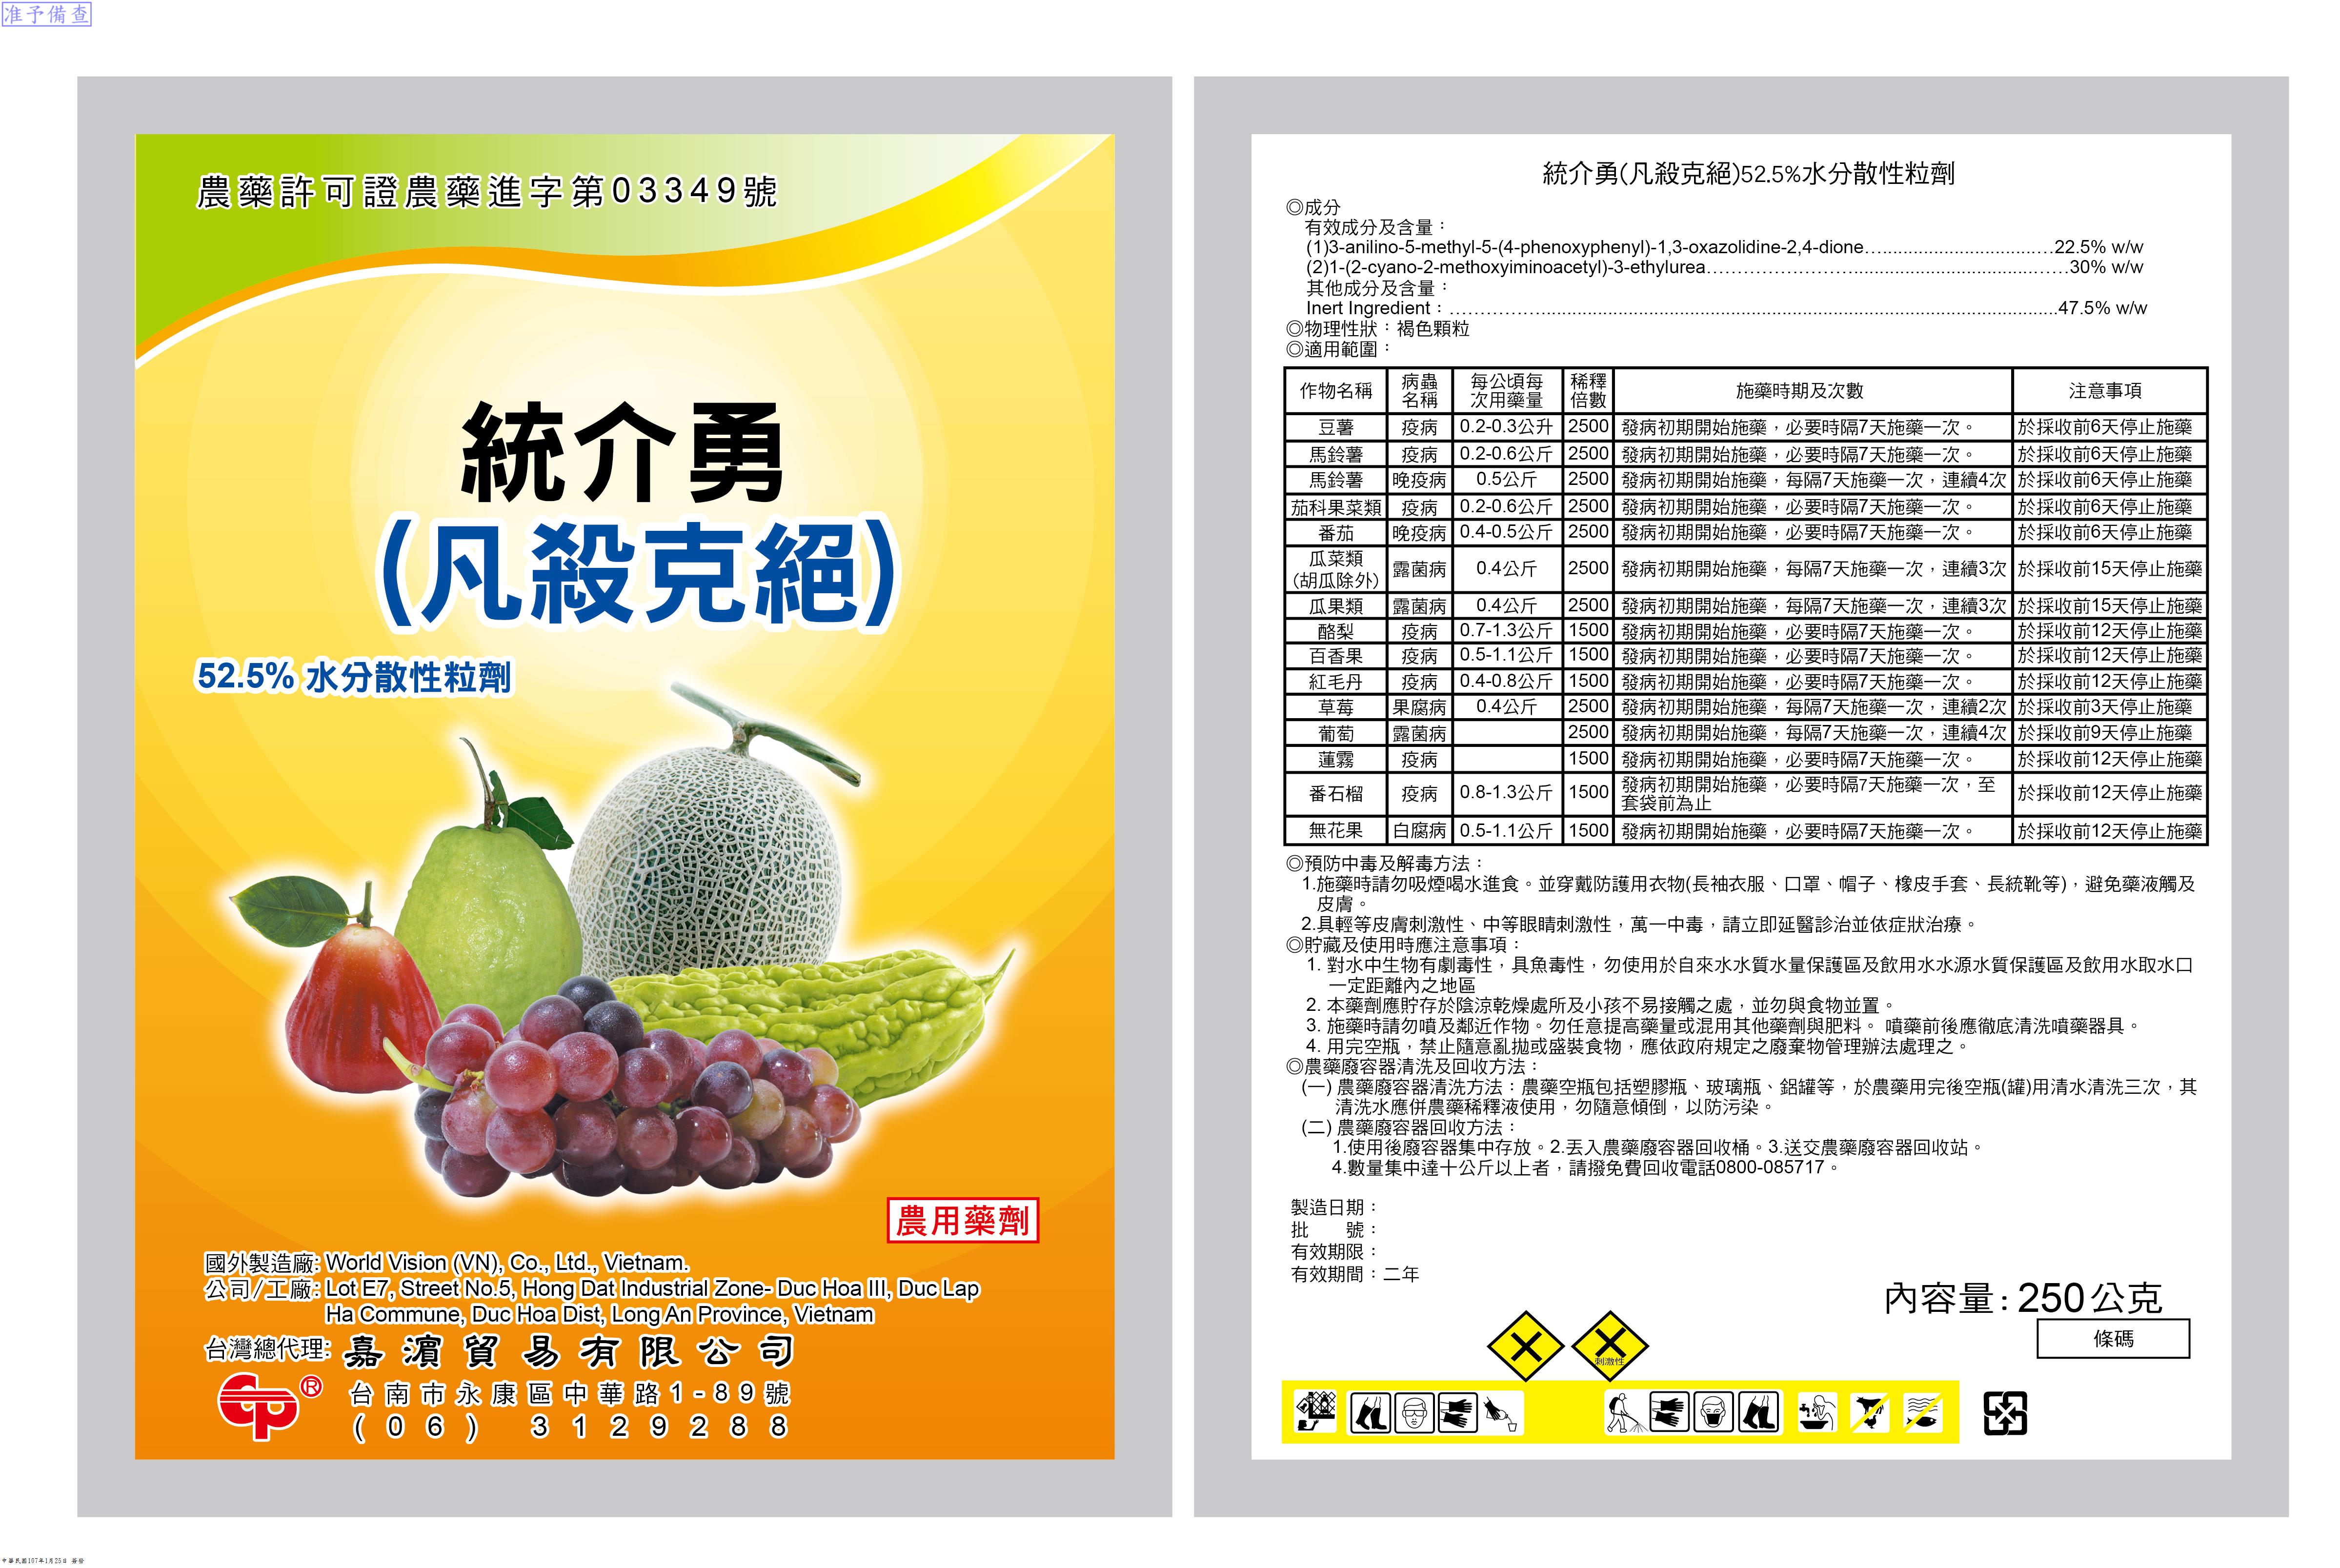 准予備查
農藥許可證農藥進字第03349號
統介勇
(凡殺克絕)
52.5% 水分散性粒劑
農用藥劑
國外製造廠: World Vision (VN), Co., Ltd., Vietnam.
公司/工廠: Lot E7, Street No.5, Hong Dat Industrial Zone- Duc Hoa III, Duc Lap
Ha Commune, Duc Hoa Dist, Long An Province, Vietnam
台灣總代理: 嘉濵貿易有限公司
CP®
台南市永康區中華路1-89號
(06) 3129288
統介勇(凡殺克絕)52.5%水分散性粒劑
◎成分
有效成分及含量：
(1)3-anilino-5-methyl-5-(4-phenoxyphenyl)-1,3-oxazolidine-2,4-dione.................................22.5% w/w
(2)1-(2-cyano-2-methoxyiminoacetyl)-3-ethylurea.................................30% w/w
其他成分及含量：
Inert Ingredient：.................................47.5% w/w
◎物理性狀：褐色顆粒
◎適用範圍：
作物名稱 病蟲名稱 每公頃每次用藥量 稀釋倍數 施藥時期及次數 注意事項
豆薯 疫病 0.2-0.3公升 2500 發病初期開始施藥，必要時隔7天施藥一次。 於採收前6天停止施藥
馬鈴薯 疫病 0.2-0.6公斤 2500 發病初期開始施藥，必要時隔7天施藥一次。 於採收前6天停止施藥
馬鈴薯 晚疫病 0.5公斤 2500 發病初期開始施藥，每隔7天施藥一次，連續4次 於採收前6天停止施藥
茄科果菜類 疫病 0.2-0.6公斤 2500 發病初期開始施藥，必要時隔7天施藥一次。 於採收前6天停止施藥
番茄 晚疫病 0.4-0.5公斤 2500 發病初期開始施藥，必要時隔7天施藥一次。 於採收前6天停止施藥
瓜菜類(胡瓜除外) 露菌病 0.4公斤 2500 發病初期開始施藥，每隔7天施藥一次，連續3次 於採收前15天停止施藥
瓜果類 露菌病 0.4公斤 2500 發病初期開始施藥，每隔7天施藥一次，連續3次 於採收前15天停止施藥
酪梨 疫病 0.7-1.3公斤 1500 發病初期開始施藥，必要時隔7天施藥一次。 於採收前12天停止施藥
百香果 疫病 0.5-1.1公斤 1500 發病初期開始施藥，必要時隔7天施藥一次。 於採收前12天停止施藥
紅毛丹 疫病 0.4-0.8公斤 1500 發病初期開始施藥，必要時隔7天施藥一次。 於採收前12天停止施藥
草莓 果腐病 0.4公斤 2500 發病初期開始施藥，每隔7天施藥一次，連續2次 於採收前3天停止施藥
葡萄 露菌病 2500 發病初期開始施藥，每隔7天施藥一次，連續4次 於採收前9天停止施藥
蓮霧 疫病 1500 發病初期開始施藥，必要時隔7天施藥一次。 於採收前12天停止施藥
番石榴 疫病 0.8-1.3公斤 1500 發病初期開始施藥，必要時隔7天施藥一次，至套袋前為止 於採收前12天停止施藥
無花果 白腐病 0.5-1.1公斤 1500 發病初期開始施藥，必要時隔7天施藥一次。 於採收前12天停止施藥
◎預防中毒及解毒方法：
1.施藥時請勿吸煙喝水進食。並穿戴防護用衣物(長袖衣服、口罩、帽子、橡皮手套、長統靴等)，避免藥液觸及
皮膚。
2.具輕等皮膚刺激性、中等眼睛刺激性，萬一中毒，請立即延醫診治並依症狀治療。
◎貯藏及使用時應注意事項：
1. 對水中生物有劇毒性，具魚毒性，勿使用於自來水水質水量保護區及飲用水水源水質保護區及飲用水取水口
一定距離內之地區
2. 本藥劑應貯存於陰涼乾燥處所及小孩不易接觸之處，並勿與食物並置。
3. 施藥時請勿噴及鄰近作物。勿任意提高藥量或混用其他藥劑與肥料。 噴藥前後應徹底清洗噴藥器具。
4. 用完空瓶，禁止隨意亂拋或盛裝食物，應依政府規定之廢棄物管理辦法處理之。
◎農藥廢容器清洗及回收方法：
(一) 農藥廢容器清洗方法：農藥空瓶包括塑膠瓶、玻璃瓶、鋁罐等，於農藥用完後空瓶(罐)用清水清洗三次，其
清洗水應併農藥稀釋液使用，勿隨意傾倒，以防污染。
(二) 農藥廢容器回收方法：
1.使用後廢容器集中存放。2.丟入農藥廢容器回收桶。3.送交農藥廢容器回收站。
4.數量集中達十公斤以上者，請撥免費回收電話0800-085717。
製造日期：
批　　號：
有效期限：
有效期間：二年
內容量: 250公克
條碼
刺激性
中華民國107年1月25日 簽份